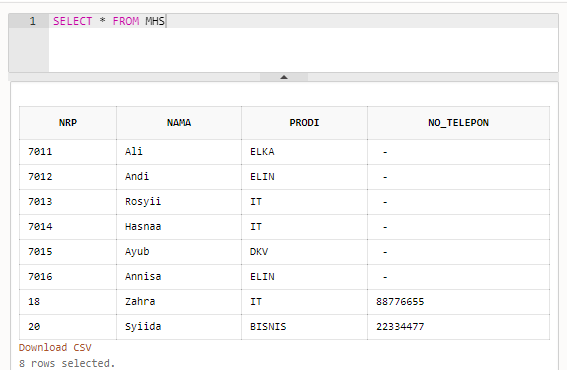 1 SELECT * FROM MHS
NRP NAMA PRODI NO_TELEPON
7011 Ali ELKA -
7012 Andi ELIN -
7013 Rosyii IT -
7014 Hasnaa IT -
7015 Ayub DKV -
7016 Annisa ELIN -
18 Zahra IT 88776655
20 Syiida BISNIS 22334477
Download CSV
8 rows selected.